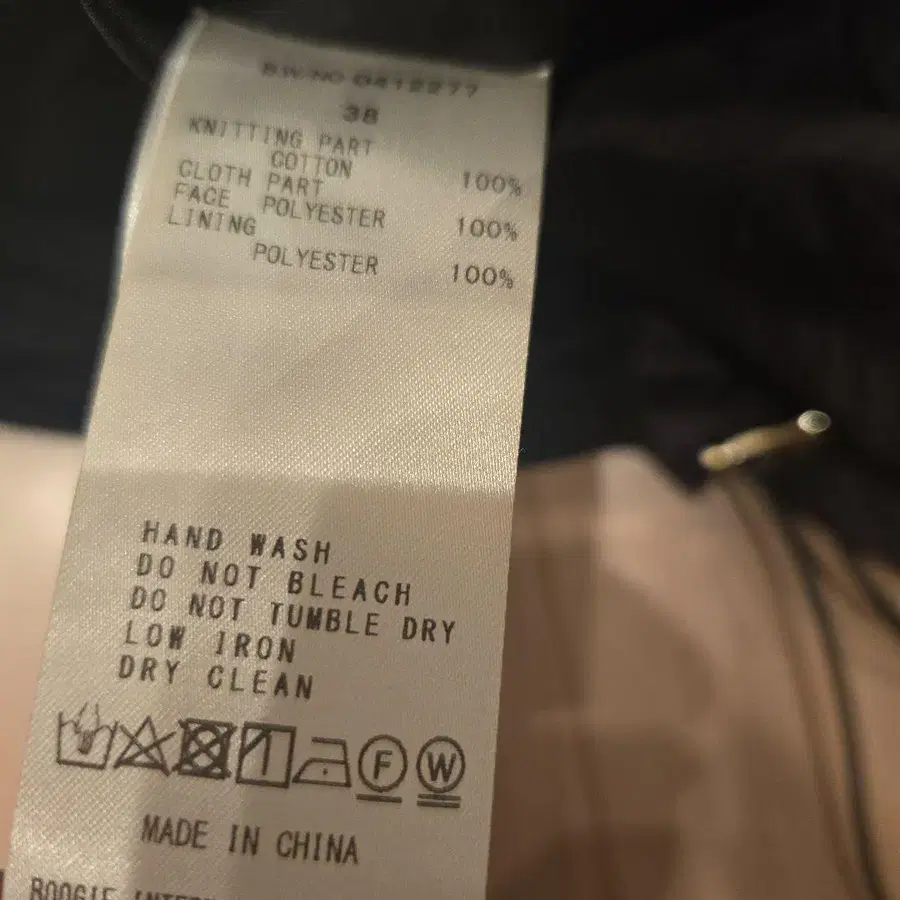 38
KNITTING PART
COTTON 100%
CLOTH PART
FACE POLYESTER 100%
LINING
POLYESTER 100%
HAND WASH
DO NOT BLEACH
DO NOT TUMBLE DRY
LOW IRON
DRY CLEAN
F W
MADE IN CHINA
BOOGIE